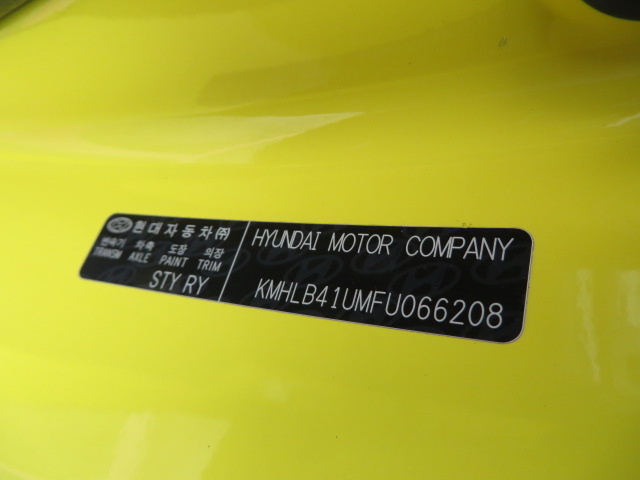 현대자동차㈜
변속기 차축 도장 의장
TRANSM AXLE PAINT TRIM
STY RY
HYUNDAI MOTOR COMPANY
KMHLB41UMFU066208